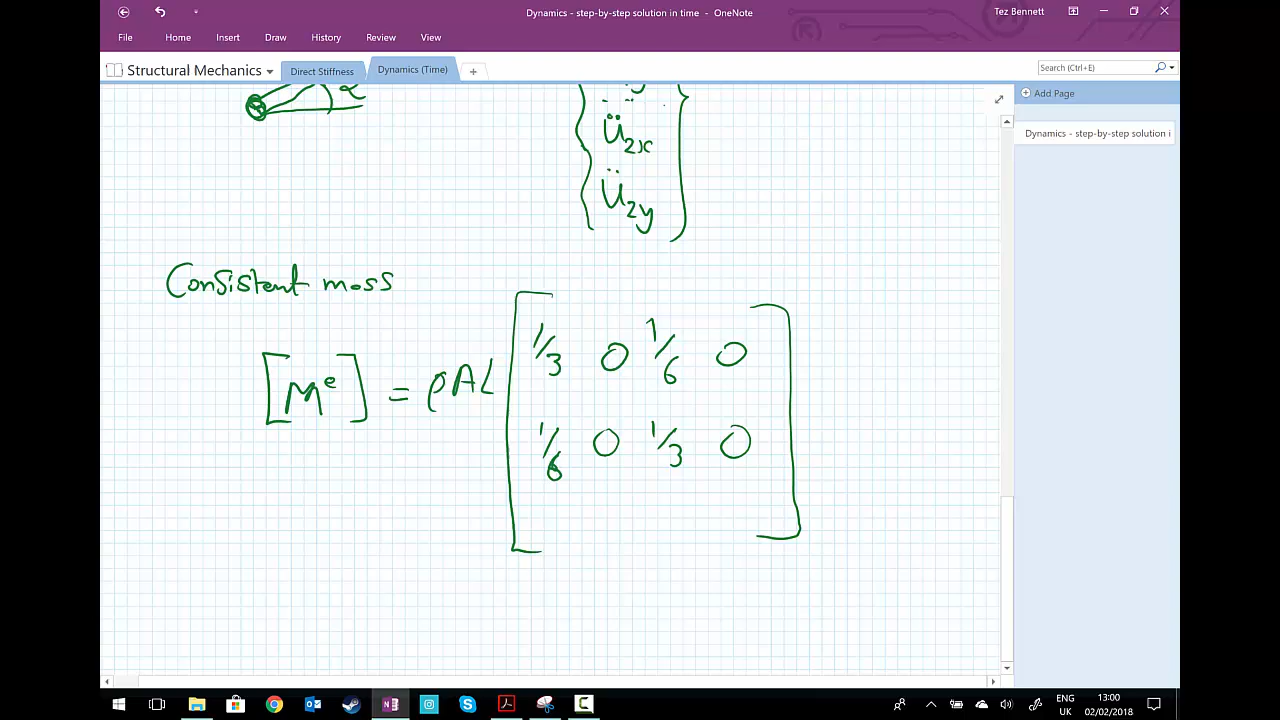 Dynamics - step-by-step solution in time - OneNote
Tez Bennett
File Home Insert Draw History Review View
Structural Mechanics
Direct Stiffness
Dynamics (Time)
+
Search (Ctrl+E)
Add Page
Dynamics - step-by-step solution i
α
Ü2x
Ü2y
Consistent mass
[Mᵉ] = ρAL
1/3 0 1/6 0
1/6 0 1/3 0
ENG
UK
13:00
02/02/2018